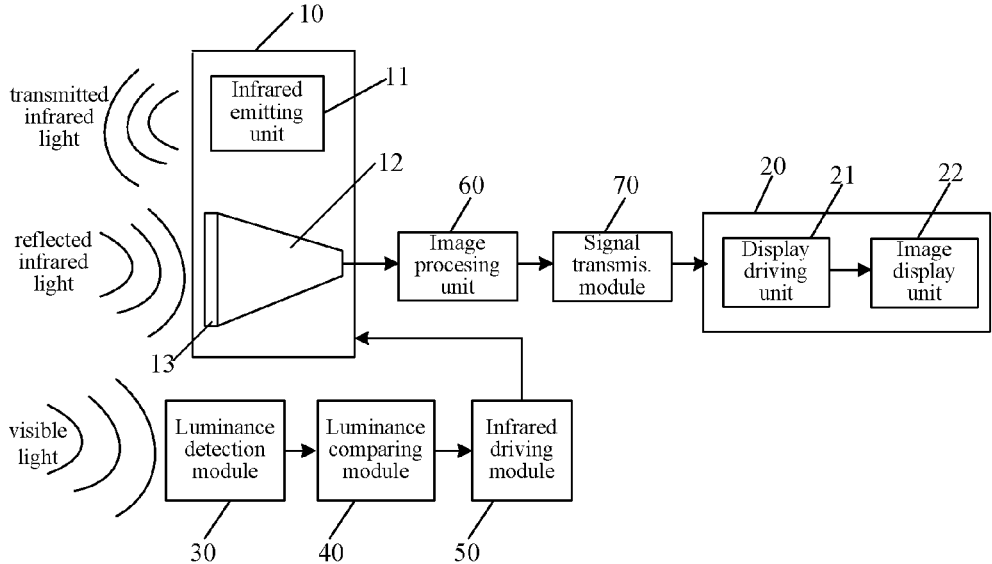 10
transmitted
infrared
light
Infrared
emitting
unit
11
12
reflected
infrared
light
13
60
Image
procesing
unit
70
Signal
transmis.
module
20
21
22
Display
driving
unit
Image
display
unit
visible
light
Luminance
detection
module
Luminance
comparing
module
Infrared
driving
module
30
40
50